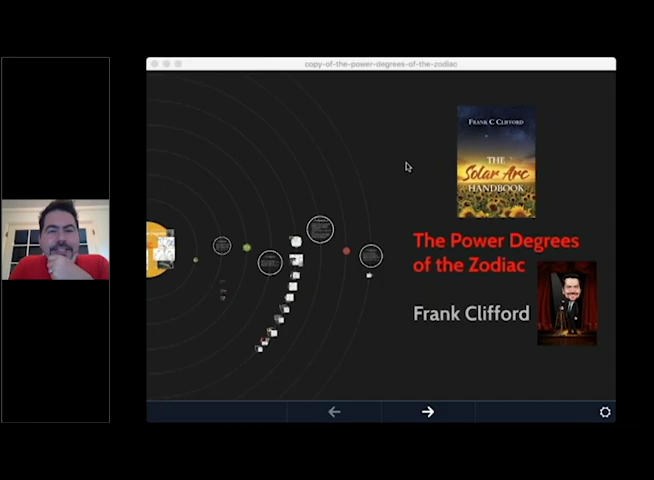 copy-of-the-power-degrees-of-the-zodiac
FRANK C CLIFFORD
THE
Solar Arc
HANDBOOK
The Power Degrees
of the Zodiac
Frank Clifford